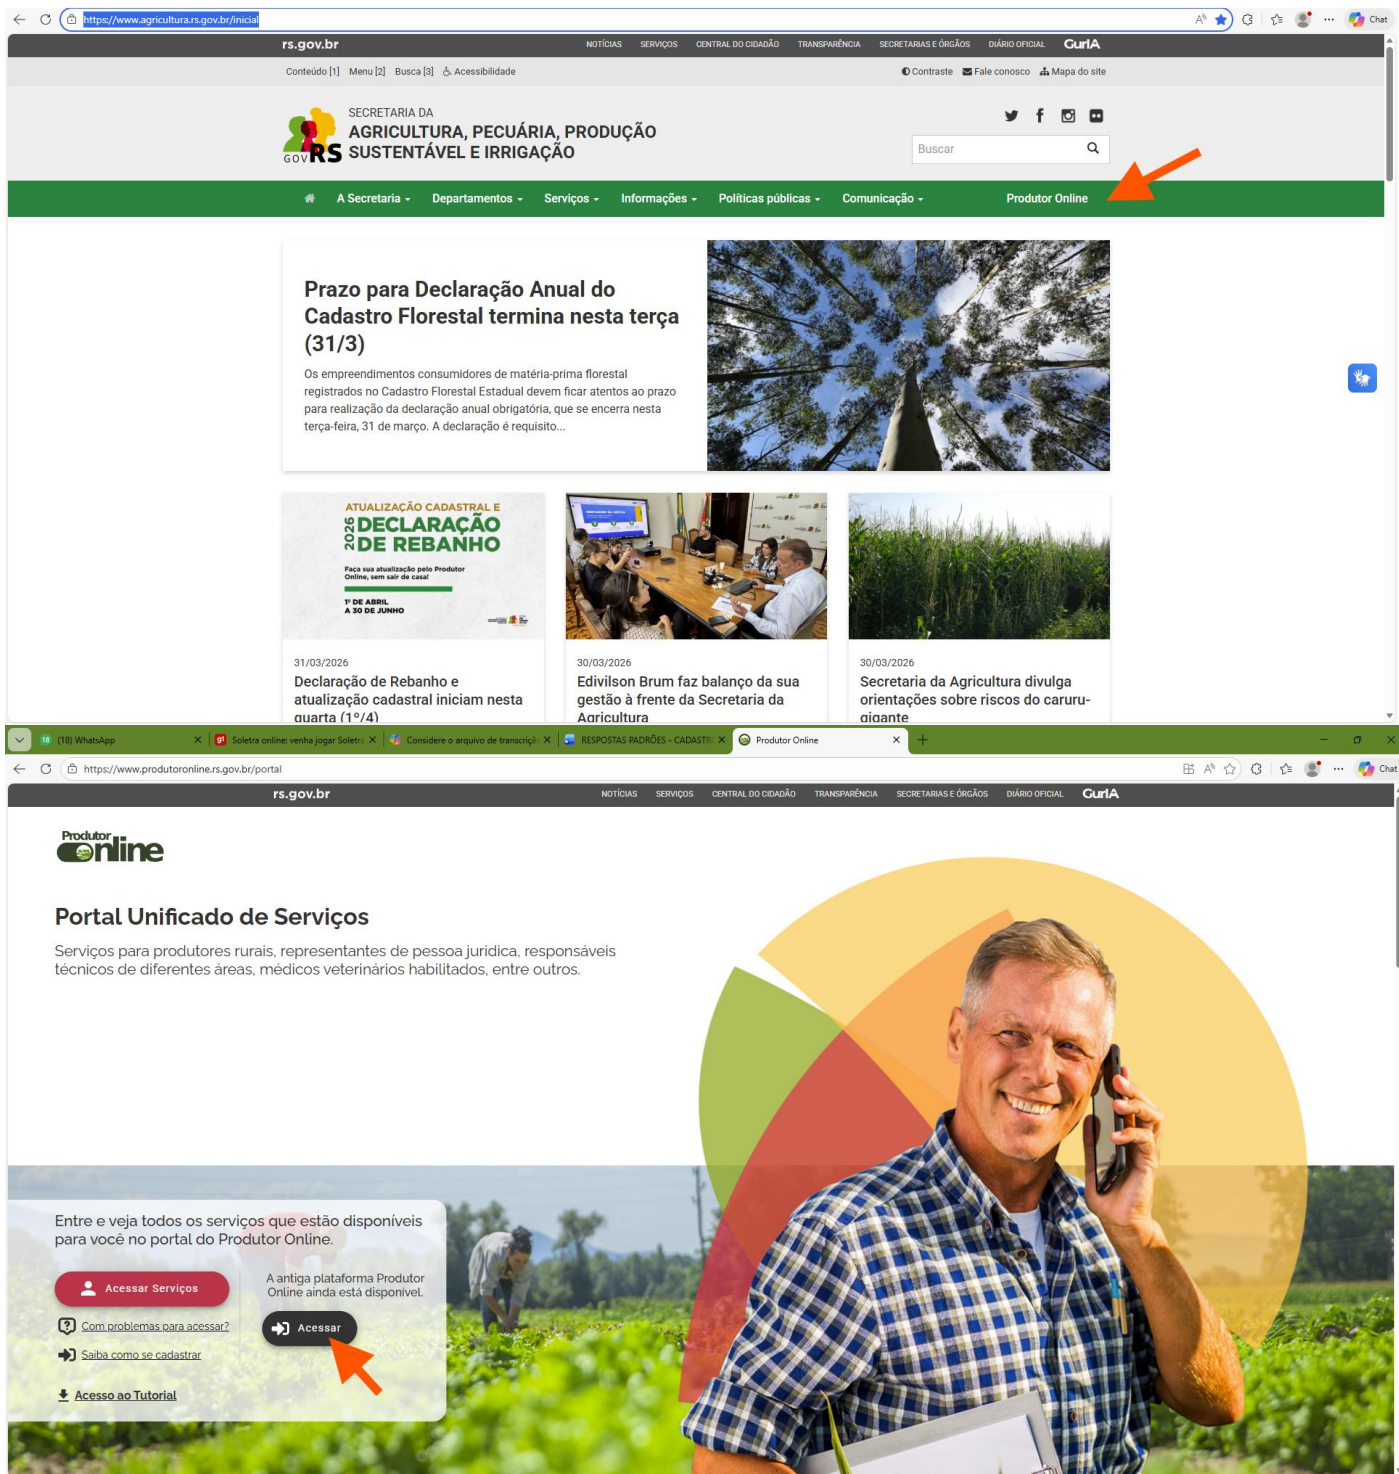 https://www.agricultura.rs.gov.br/inicial
Chat
rs.gov.br
NOTÍCIAS SERVIÇOS CENTRAL DO CIDADÃO TRANSPARÊNCIA SECRETARIAS E ÓRGÃOS DIÁRIO OFICIAL GurIA
Conteúdo [1] Menu [2] Busca [3] Acessibilidade
Contraste Fale conosco Mapa do site
SECRETARIA DA
AGRICULTURA, PECUÁRIA, PRODUÇÃO
SUSTENTÁVEL E IRRIGAÇÃO
GOV RS
Buscar
A Secretaria Departamentos Serviços Informações Políticas públicas Comunicação Produtor Online
Prazo para Declaração Anual do
Cadastro Florestal termina nesta terça
(31/3)
Os empreendimentos consumidores de matéria-prima florestal
registrados no Cadastro Florestal Estadual devem ficar atentos ao prazo
para realização da declaração anual obrigatória, que se encerra nesta
terça-feira, 31 de março. A declaração é requisito...
ATUALIZAÇÃO CADASTRAL E
2026 DECLARAÇÃO
DE REBANHO
Faça sua atualização pelo Produtor
Online, sem sair de casa!
1º DE ABRIL
A 30 DE JUNHO
31/03/2026
Declaração de Rebanho e
atualização cadastral iniciam nesta
quarta (1º/4)
30/03/2026
Edivilson Brum faz balanço da sua
gestão à frente da Secretaria da
Agricultura
30/03/2026
Secretaria da Agricultura divulga
orientações sobre riscos do caruru-
gigante
18 (18) WhatsApp
g1 Soletra online: venha jogar Soletra
Considere o arquivo de transcriçã
RESPOSTAS PADRÕES - CADASTR
Produtor Online
https://www.produtoronline.rs.gov.br/portal
Chat
rs.gov.br
NOTÍCIAS SERVIÇOS CENTRAL DO CIDADÃO TRANSPARÊNCIA SECRETARIAS E ÓRGÃOS DIÁRIO OFICIAL GurIA
Produtor
Online
Portal Unificado de Serviços
Serviços para produtores rurais, representantes de pessoa juridica, responsáveis
técnicos de diferentes áreas, médicos veterinários habilitados, entre outros.
Entre e veja todos os serviços que estão disponíveis
para você no portal do Produtor Online.
Acessar Serviços
Com problemas para acessar?
Saiba como se cadastrar
Acesso ao Tutorial
A antiga plataforma Produtor
Online ainda está disponível.
Acessar